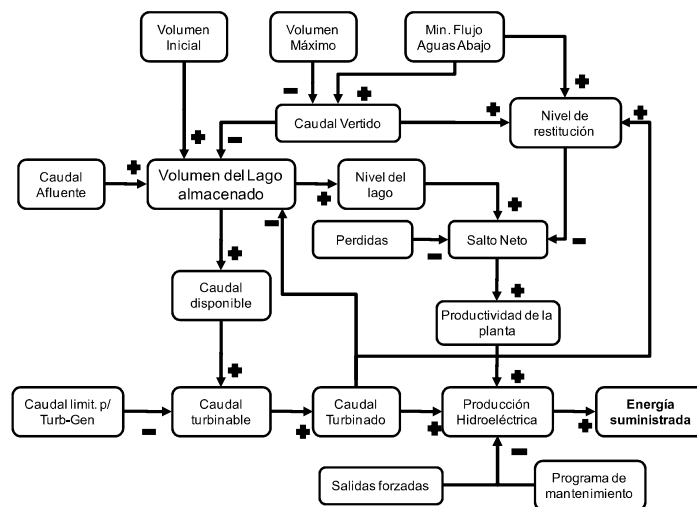 Volumen
Inicial
Volumen
Máximo
Min. Flujo
Aguas Abajo
Caudal Vertido
Nivel de
restitución
Caudal
Afluente
Volumen del Lago
almacenado
Nivel del
lago
Perdidas
Salto Neto
Caudal
disponible
Productividad de la
planta
Caudal limit. p/
Turb-Gen
Caudal
turbinable
Caudal
Turbinado
Producción
Hidroeléctrica
Energía
suministrada
Salidas forzadas
Programa de
mantenimiento